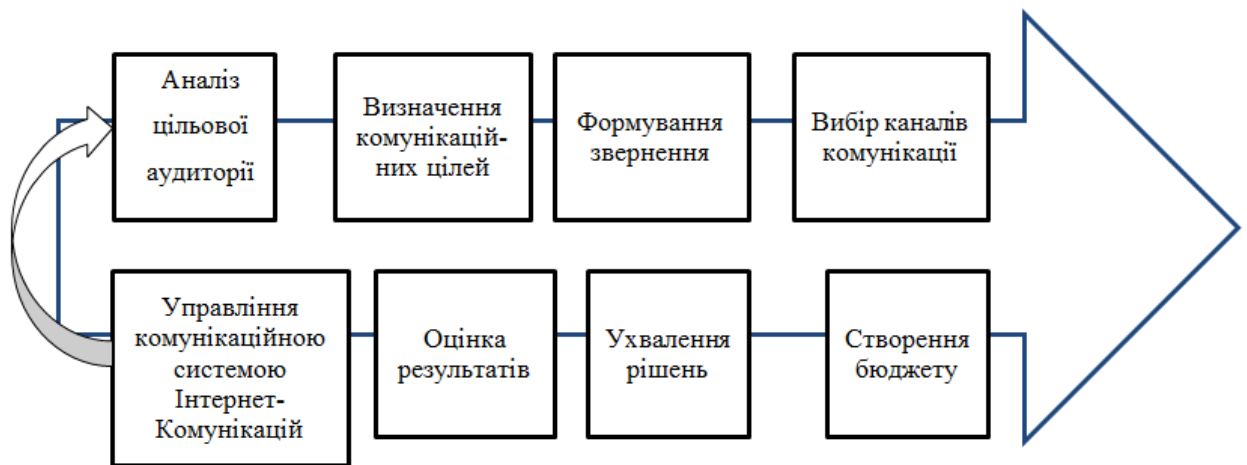 Аналіз
цільової
аудиторії
Визначення
комунікацій-
них цілей
Формування
звернення
Вибір каналів
комунікації
Управління
комунікаційною
системою
Інтернет-
Комунікацій
Оцінка
результатів
Ухвалення
рішень
Створення
бюджету